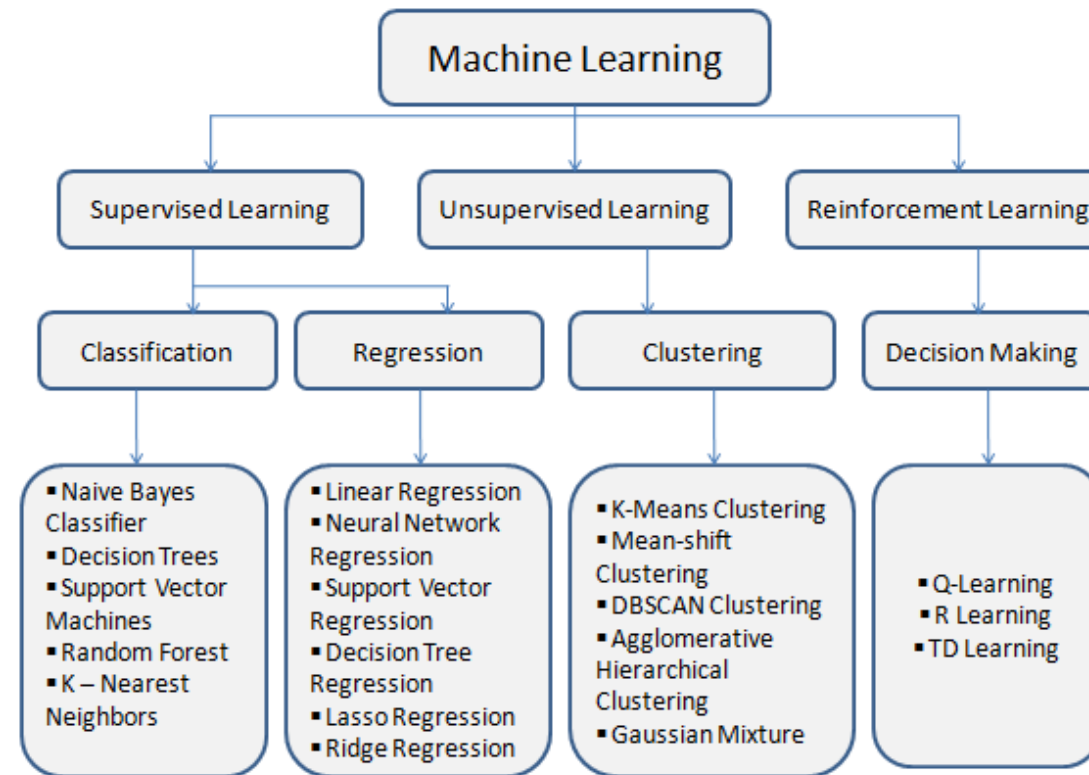 Machine Learning
Supervised Learning
Unsupervised Learning
Reinforcement Learning
Classification
Regression
Clustering
Decision Making
▪ Naive Bayes
Classifier
▪ Decision Trees
▪ Support Vector
Machines
▪ Random Forest
▪ K – Nearest
Neighbors
▪ Linear Regression
▪ Neural Network
Regression
▪ Support Vector
Regression
▪ Decision Tree
Regression
▪ Lasso Regression
▪ Ridge Regression
▪ K-Means Clustering
▪ Mean-shift
Clustering
▪ DBSCAN Clustering
▪ Agglomerative
Hierarchical
Clustering
▪ Gaussian Mixture
▪ Q-Learning
▪ R Learning
▪ TD Learning